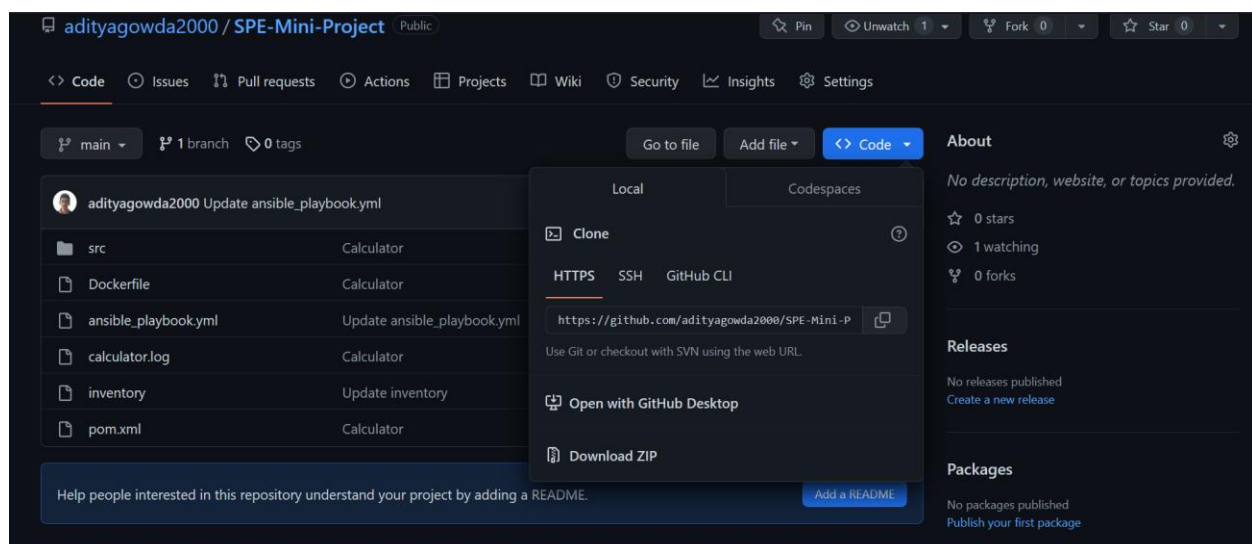 adityagowda2000 / SPE-Mini-Project Public Pin Unwatch 1 Fork 0 Star 0
<> Code Issues Pull requests Actions Projects Wiki Security Insights Settings
main 1 branch 0 tags Go to file Add file <> Code
adityagowda2000 Update ansible_playbook.yml
src Calculator
Dockerfile Calculator
ansible_playbook.yml Update ansible_playbook.yml
calculator.log Calculator
inventory Update inventory
pom.xml Calculator
Help people interested in this repository understand your project by adding a README. Add a README
Local Codespaces
Clone
HTTPS SSH GitHub CLI
https://github.com/adityagowda2000/SPE-Mini-P
Use Git or checkout with SVN using the web URL.
Open with GitHub Desktop
Download ZIP
About
No description, website, or topics provided.
0 stars
1 watching
0 forks
Releases
No releases published
Create a new release
Packages
No packages published
Publish your first package